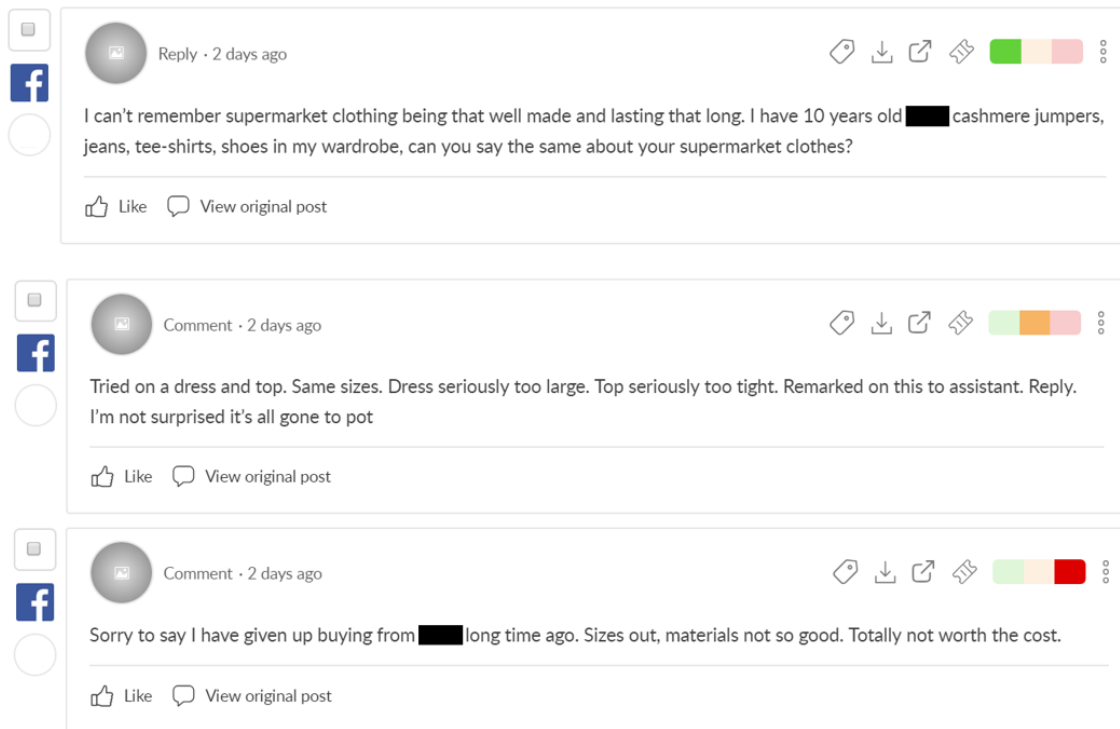 Reply · 2 days ago
I can't remember supermarket clothing being that well made and lasting that long. I have 10 years old cashmere jumpers,
jeans, tee-shirts, shoes in my wardrobe, can you say the same about your supermarket clothes?
Like View original post
Comment · 2 days ago
Tried on a dress and top. Same sizes. Dress seriously too large. Top seriously too tight. Remarked on this to assistant. Reply.
I'm not surprised it's all gone to pot
Like View original post
Comment · 2 days ago
Sorry to say I have given up buying from long time ago. Sizes out, materials not so good. Totally not worth the cost.
Like View original post